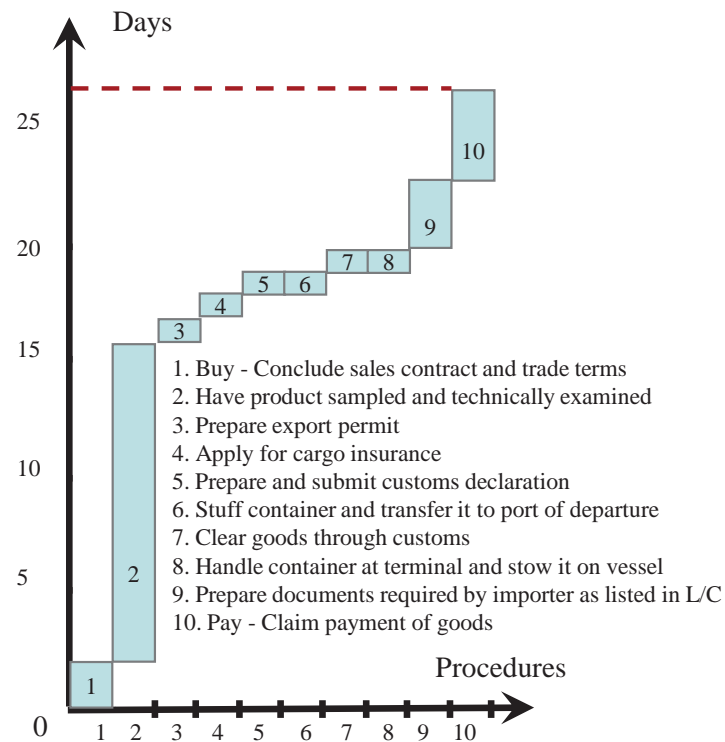 Days
25
20
15
10
5
0
10
9
7 8
5 6
4
3
2
1
1. Buy - Conclude sales contract and trade terms
2. Have product sampled and technically examined
3. Prepare export permit
4. Apply for cargo insurance
5. Prepare and submit customs declaration
6. Stuff container and transfer it to port of departure
7. Clear goods through customs
8. Handle container at terminal and stow it on vessel
9. Prepare documents required by importer as listed in L/C
10. Pay - Claim payment of goods
Procedures
1 2 3 4 5 6 7 8 9 10